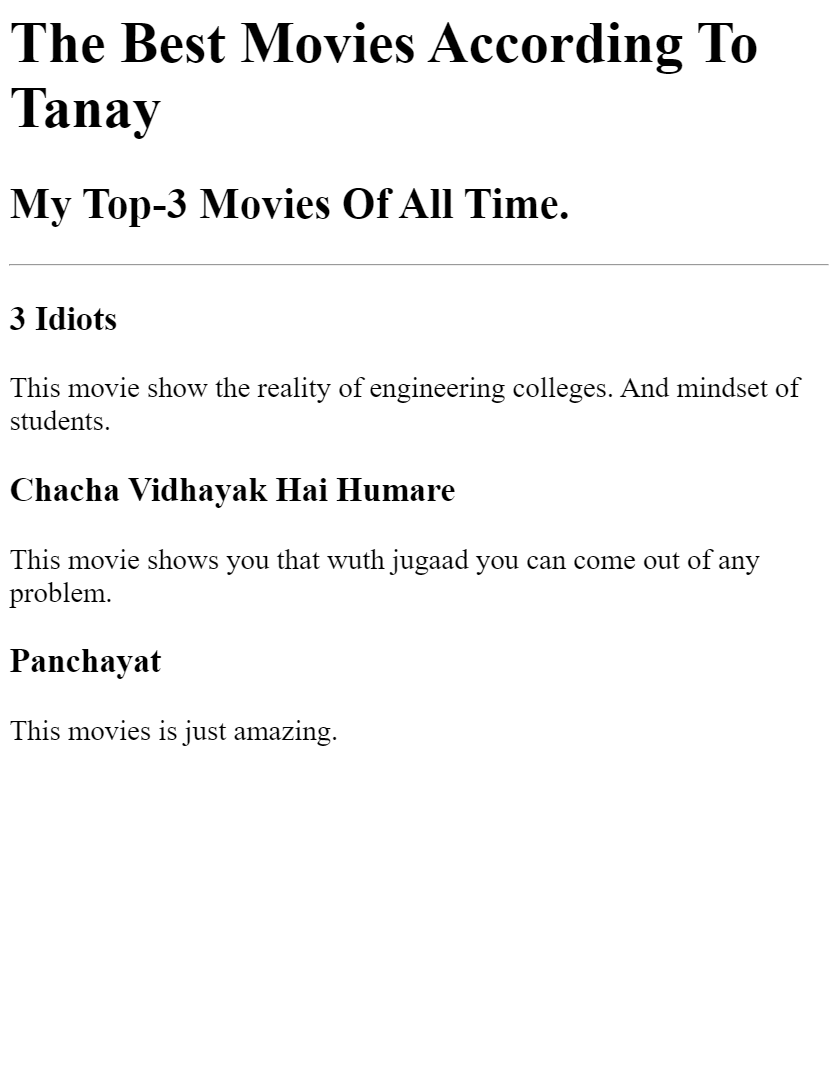 The Best Movies According To
Tanay
My Top-3 Movies Of All Time.
3 Idiots
This movie show the reality of engineering colleges. And mindset of
students.
Chacha Vidhayak Hai Humare
This movie shows you that wuth jugaad you can come out of any
problem.
Panchayat
This movies is just amazing.